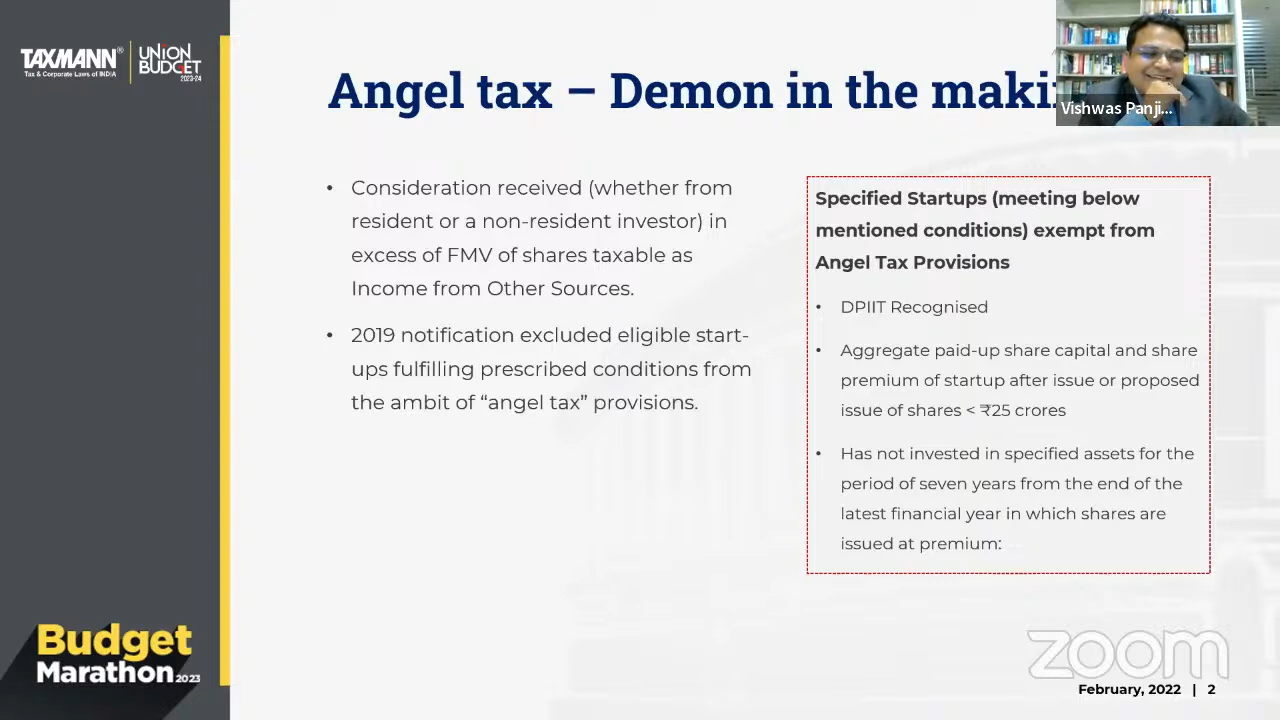 TAXMANN®
Tax & Corporate Laws of INDIA
UNION
BUDGET
2023-24
Angel tax – Demon in the maki
Vishwas Panji...
• Consideration received (whether from
resident or a non-resident investor) in
excess of FMV of shares taxable as
Income from Other Sources.
• 2019 notification excluded eligible start-
ups fulfilling prescribed conditions from
the ambit of “angel tax” provisions.
Specified Startups (meeting below
mentioned conditions) exempt from
Angel Tax Provisions
• DPIIT Recognised
• Aggregate paid-up share capital and share
premium of startup after issue or proposed
issue of shares < ₹25 crores
• Has not invested in specified assets for the
period of seven years from the end of the
latest financial year in which shares are
issued at premium:
Budget
Marathon 2023
zoom
February, 2022 | 2